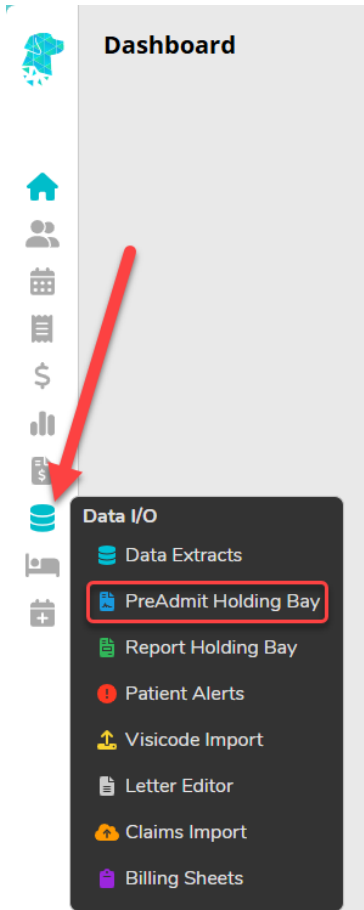 Dashboard
Data I/O
Data Extracts
PreAdmit Holding Bay
Report Holding Bay
Patient Alerts
Visicode Import
Letter Editor
Claims Import
Billing Sheets